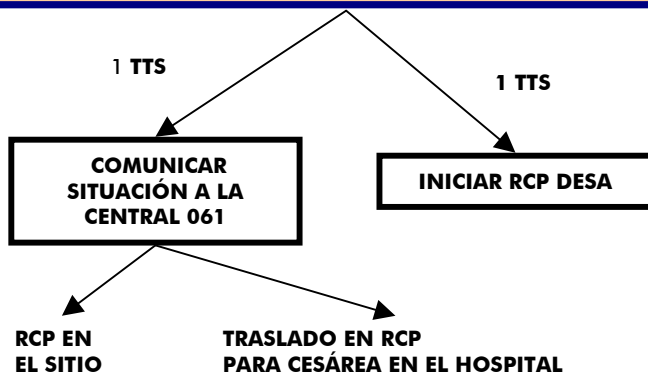 1 TTS
1 TTS
COMUNICAR
SITUACIÓN A LA
CENTRAL 061
INICIAR RCP DESA
RCP EN
EL SITIO
TRASLADO EN RCP
PARA CESÁREA EN EL HOSPITAL